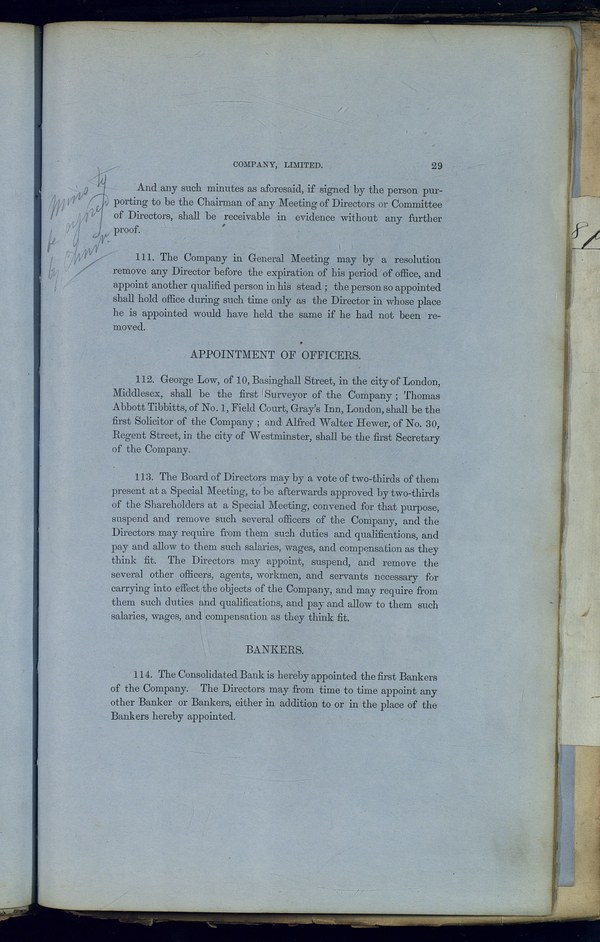 COMPANY, LIMITED. 29
And any such minutes as aforesaid, if signed by the person pur-
porting to be the Chairman of any Meeting of Directors or Committee
of Directors, shall be receivable in evidence without any further
proof.
111. The Company in General Meeting may by a resolution
remove any Director before the expiration of his period of office, and
appoint another qualified person in his stead ; the person so appointed
shall hold office during such time only as the Director in whose place
he is appointed would have held the same if he had not been re-
moved.
APPOINTMENT OF OFFICERS.
112. George Low, of 10, Basinghall Street, in the city of London,
Middlesex, shall be the first Surveyor of the Company ; Thomas
Abbott Tibbitts, of No. 1, Field Court, Gray's Inn, London, shall be the
first Solicitor of the Company ; and Alfred Walter Hewer, of No. 30,
Regent Street, in the city of Westminster, shall be the first Secretary
of the Company.
113. The Board of Directors may by a vote of two-thirds of them
present at a Special Meeting, to be afterwards approved by two-thirds
of the Shareholders at a Special Meeting, convened for that purpose,
suspend and remove such several officers of the Company, and the
Directors may require from them such duties and qualifications, and
pay and allow to them such salaries, wages, and compensation as they
think fit. The Directors may appoint, suspend, and remove the
several other officers, agents, workmen, and servants necessary for
carrying into effect the objects of the Company, and may require from
them such duties and qualifications, and pay and allow to them such
salaries, wages, and compensation as they think fit.
BANKERS.
114. The Consolidated Bank is hereby appointed the first Bankers
of the Company. The Directors may from time to time appoint any
other Banker or Bankers, either in addition to or in the place of the
Bankers hereby appointed.